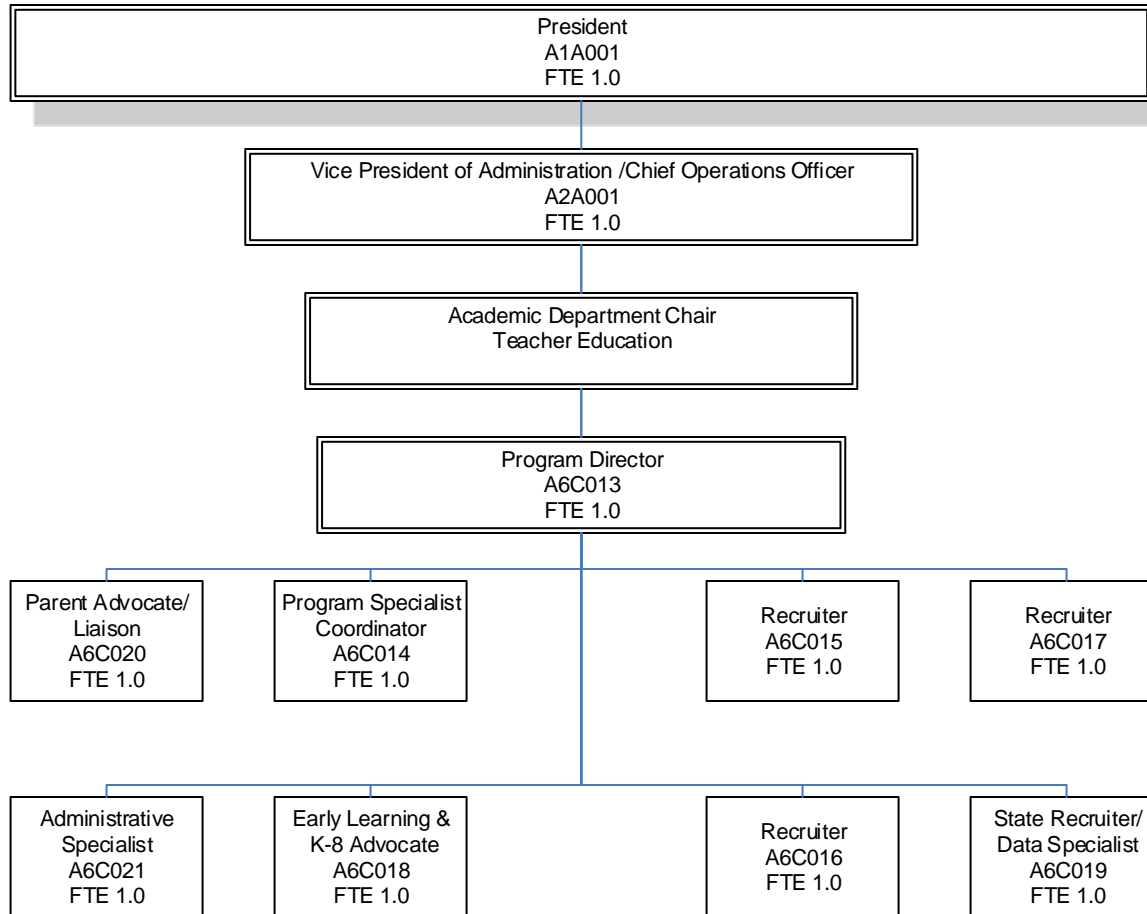 President
A1A001
FTE 1.0
Vice President of Administration /Chief Operations Officer
A2A001
FTE 1.0
Academic Department Chair
Teacher Education
Program Director
A6C013
FTE 1.0
Parent Advocate/
Liaison
A6C020
FTE 1.0
Program Specialist
Coordinator
A6C014
FTE 1.0
Recruiter
A6C015
FTE 1.0
Recruiter
A6C017
FTE 1.0
Administrative
Specialist
A6C021
FTE 1.0
Early Learning &
K-8 Advocate
A6C018
FTE 1.0
Recruiter
A6C016
FTE 1.0
State Recruiter/
Data Specialist
A6C019
FTE 1.0